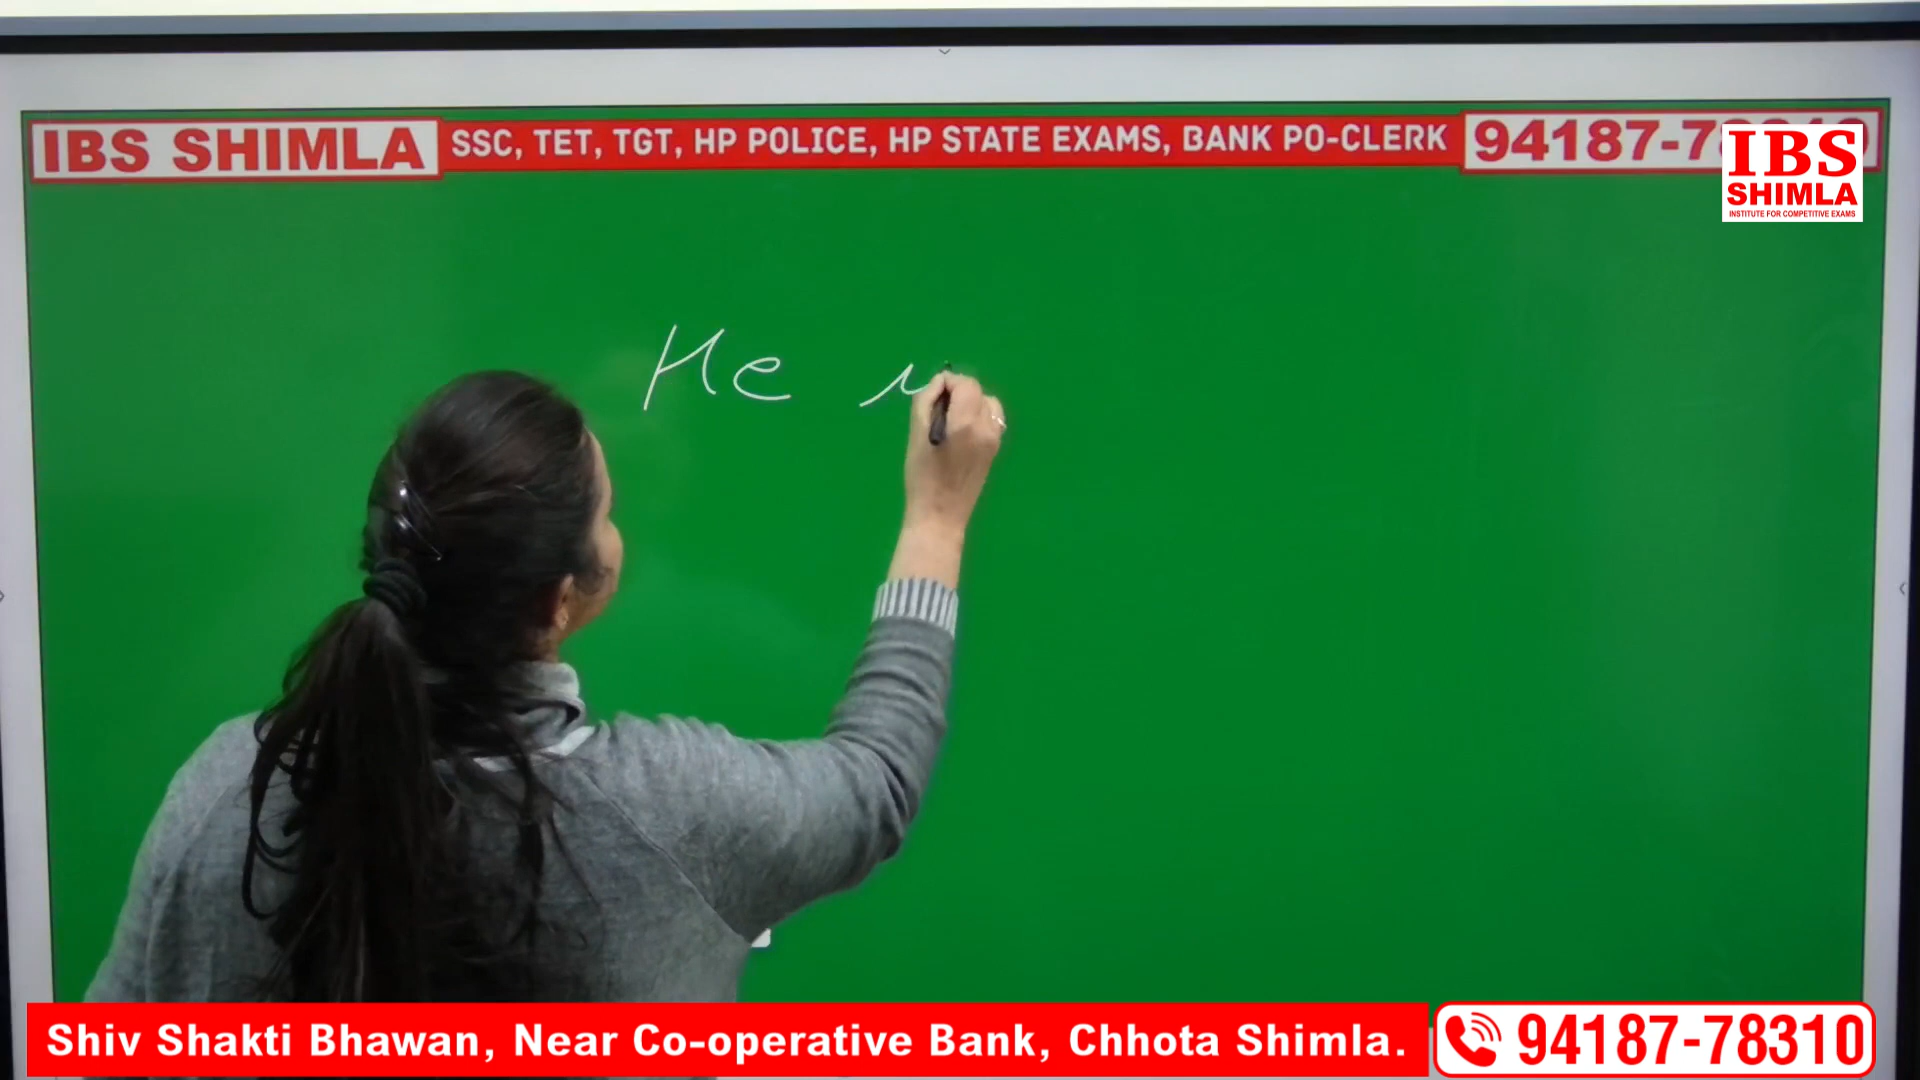 IBS SHIMLA SSC, TET, TGT, HP POLICE, HP STATE EXAMS, BANK PO-CLERK
IBS
SHIMLA
INSTITUTE FOR COMPETITIVE EXAMS
He
Shiv Shakti Bhawan, Near Co-operative Bank, Chhota Shimla. 94187-78310